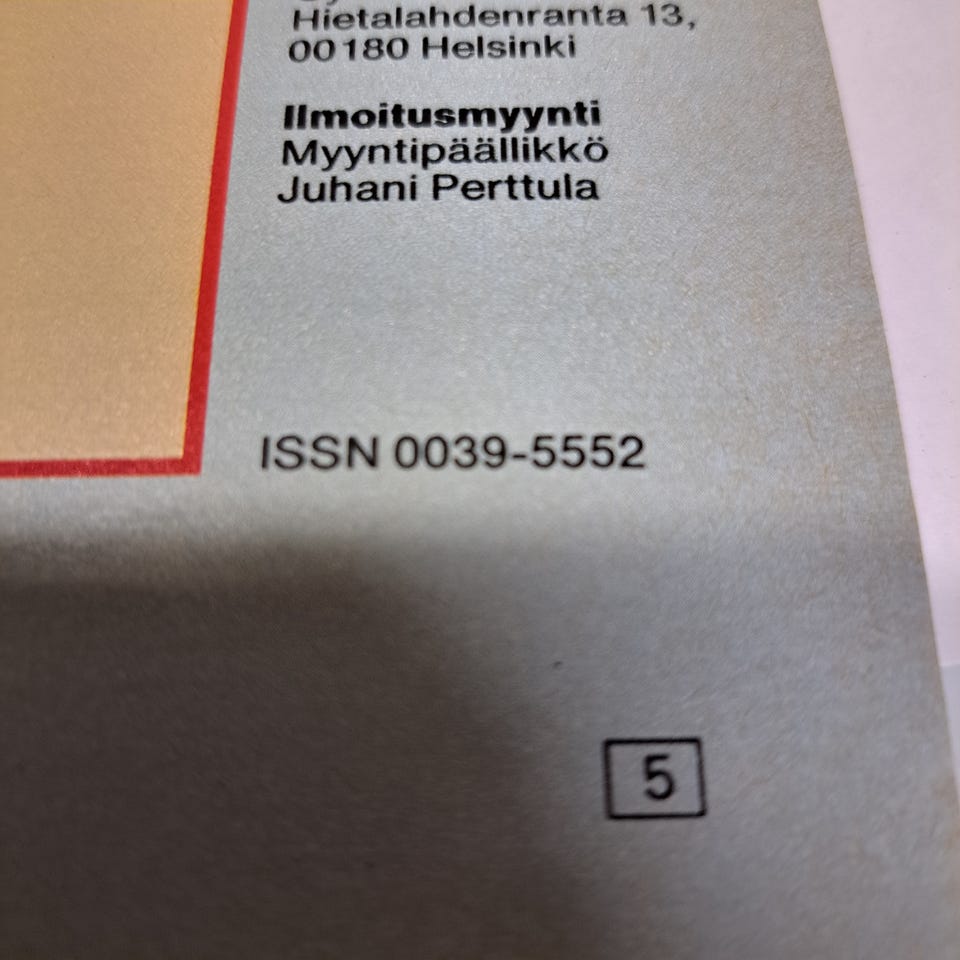 Hietalahdenranta 13,
00180 Helsinki
Ilmoitusmyynti
Myyntipäällikkö
Juhani Perttula
ISSN 0039-5552
5